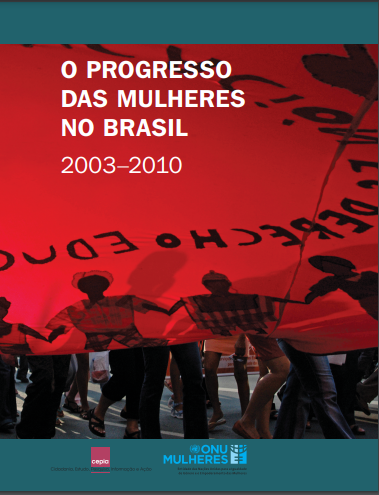 O PROGRESSO
DAS MULHERES
NO BRASIL
2003–2010
DERECHO
EDUC
cepia
ONU
MULHERES